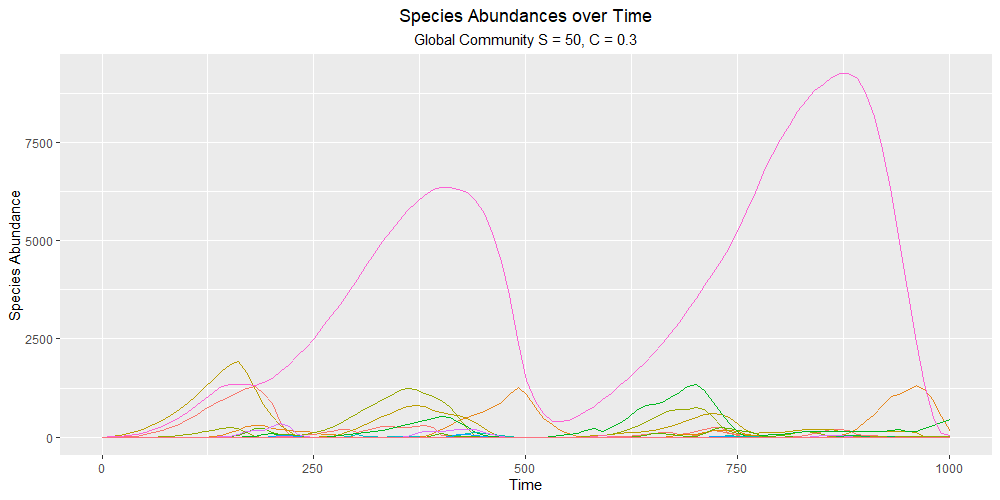 Species Abundances over Time
Global Community S = 50, C = 0.3
Species Abundance
7500
5000
2500
0
0 250 500 750 1000
Time